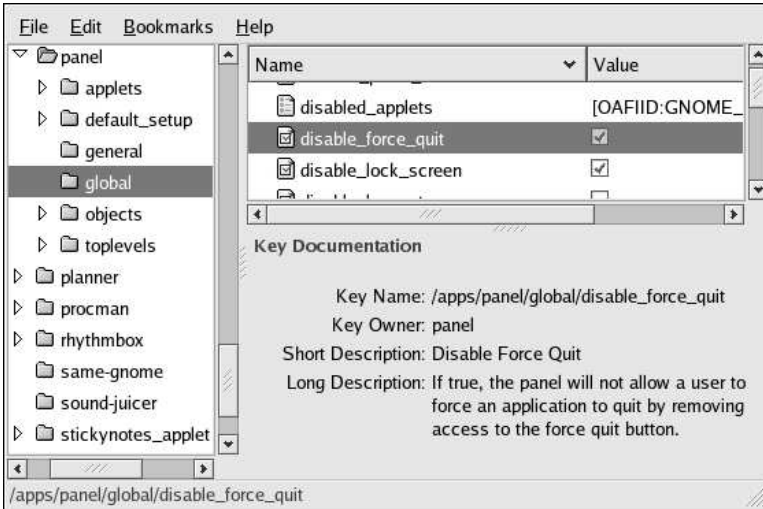 File Edit Bookmarks Help
panel
applets
default_setup
general
global
objects
toplevels
planner
procman
rhythmbox
same-gnome
sound-juicer
stickynotes_applet
Name Value
disabled_applets [OAFIID:GNOME_
disable_force_quit
disable_lock_screen
Key Documentation
Key Name: /apps/panel/global/disable_force_quit
Key Owner: panel
Short Description: Disable Force Quit
Long Description: If true, the panel will not allow a user to
force an application to quit by removing
access to the force quit button.
/apps/panel/global/disable_force_quit